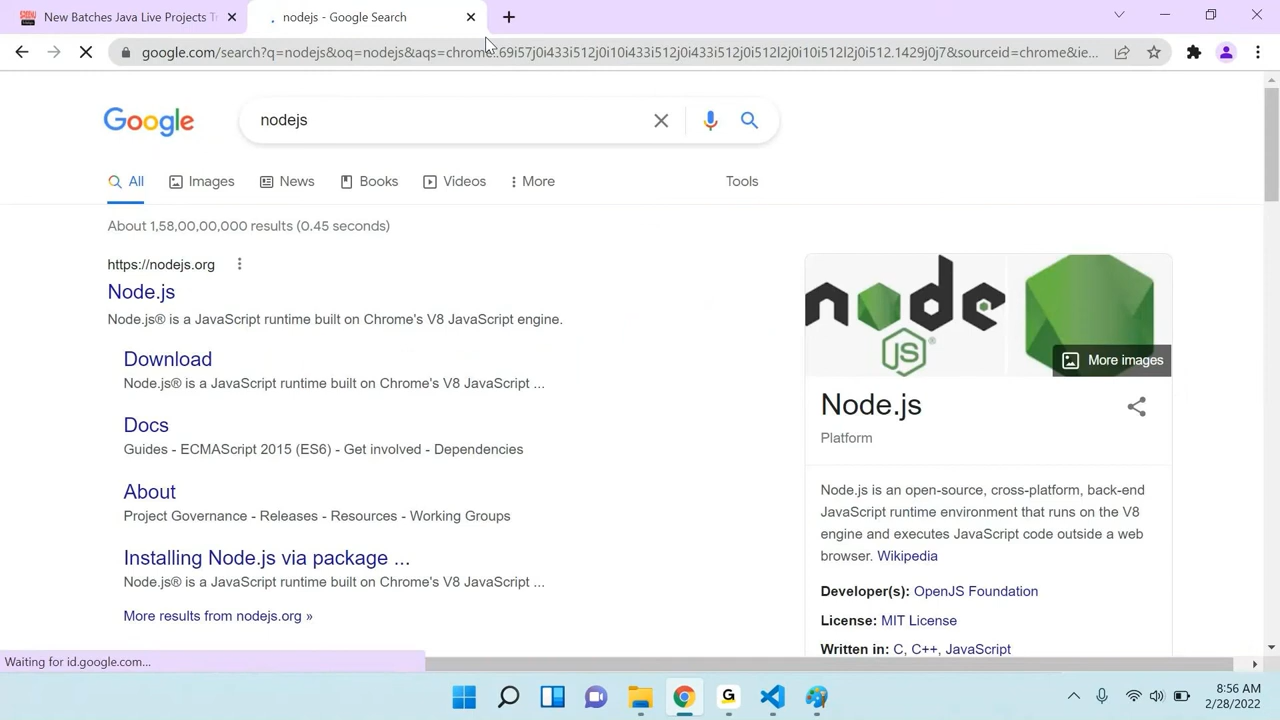 New Batches Java Live Projects T
nodejs - Google Search
google.com/search?q=nodejs&oq=nodejs&aqs=chrome 69i57j0i433i512j0i10i433i512j0i433i512j0i512l2j0i10i512l2j0i512.1429j0j7&sourceid=chrome&ie...
Google
nodejs
All
Images
News
Books
Videos
More
Tools
About 1,58,00,00,000 results (0.45 seconds)
https://nodejs.org
Node.js
Node.js® is a JavaScript runtime built on Chrome's V8 JavaScript engine.
Download
Node.js® is a JavaScript runtime built on Chrome's V8 JavaScript ...
Docs
Guides - ECMAScript 2015 (ES6) - Get involved - Dependencies
About
Project Governance - Releases - Resources - Working Groups
Installing Node.js via package ...
Node.js® is a JavaScript runtime built on Chrome's V8 JavaScript ...
More results from nodejs.org »
node
JS®
More images
Node.js
Platform
Node.js is an open-source, cross-platform, back-end
JavaScript runtime environment that runs on the V8
engine and executes JavaScript code outside a web
browser. Wikipedia
Developer(s): OpenJS Foundation
License: MIT License
Written in: C, C++, JavaScript
Waiting for id.google.com...
G
8:56 AM
2/28/2022